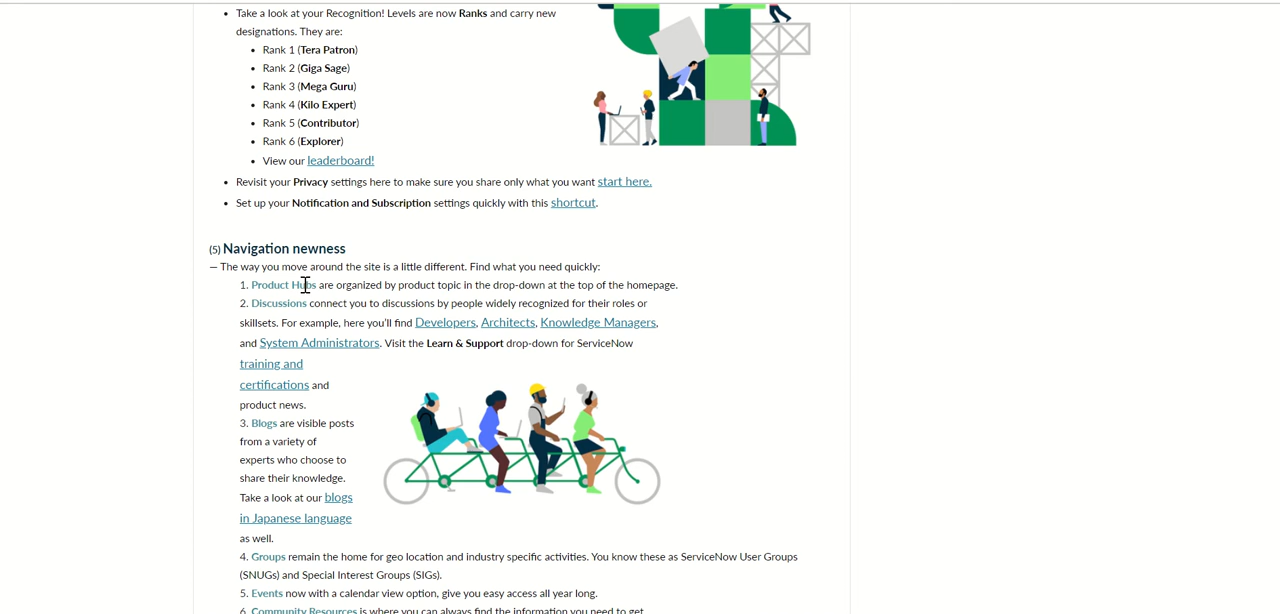 • Take a look at your Recognition! Levels are now Ranks and carry new
designations. They are:
• Rank 1 (Tera Patron)
• Rank 2 (Giga Sage)
• Rank 3 (Mega Guru)
• Rank 4 (Kilo Expert)
• Rank 5 (Contributor)
• Rank 6 (Explorer)
• View our leaderboard!
• Revisit your Privacy settings here to make sure you share only what you want start here.
• Set up your Notification and Subscription settings quickly with this shortcut.
(5) Navigation newness
— The way you move around the site is a little different. Find what you need quickly:
1. Product Hubs are organized by product topic in the drop-down at the top of the homepage.
2. Discussions connect you to discussions by people widely recognized for their roles or
skillsets. For example, here you'll find Developers, Architects, Knowledge Managers,
and System Administrators. Visit the Learn & Support drop-down for ServiceNow
training and
certifications and
product news.
3. Blogs are visible posts
from a variety of
experts who choose to
share their knowledge.
Take a look at our blogs
in Japanese language
as well.
4. Groups remain the home for geo location and industry specific activities. You know these as ServiceNow User Groups
(SNUGs) and Special Interest Groups (SIGs).
5. Events now with a calendar view option, give you easy access all year long.
6. Community Resources is where you can always find the information you need to get